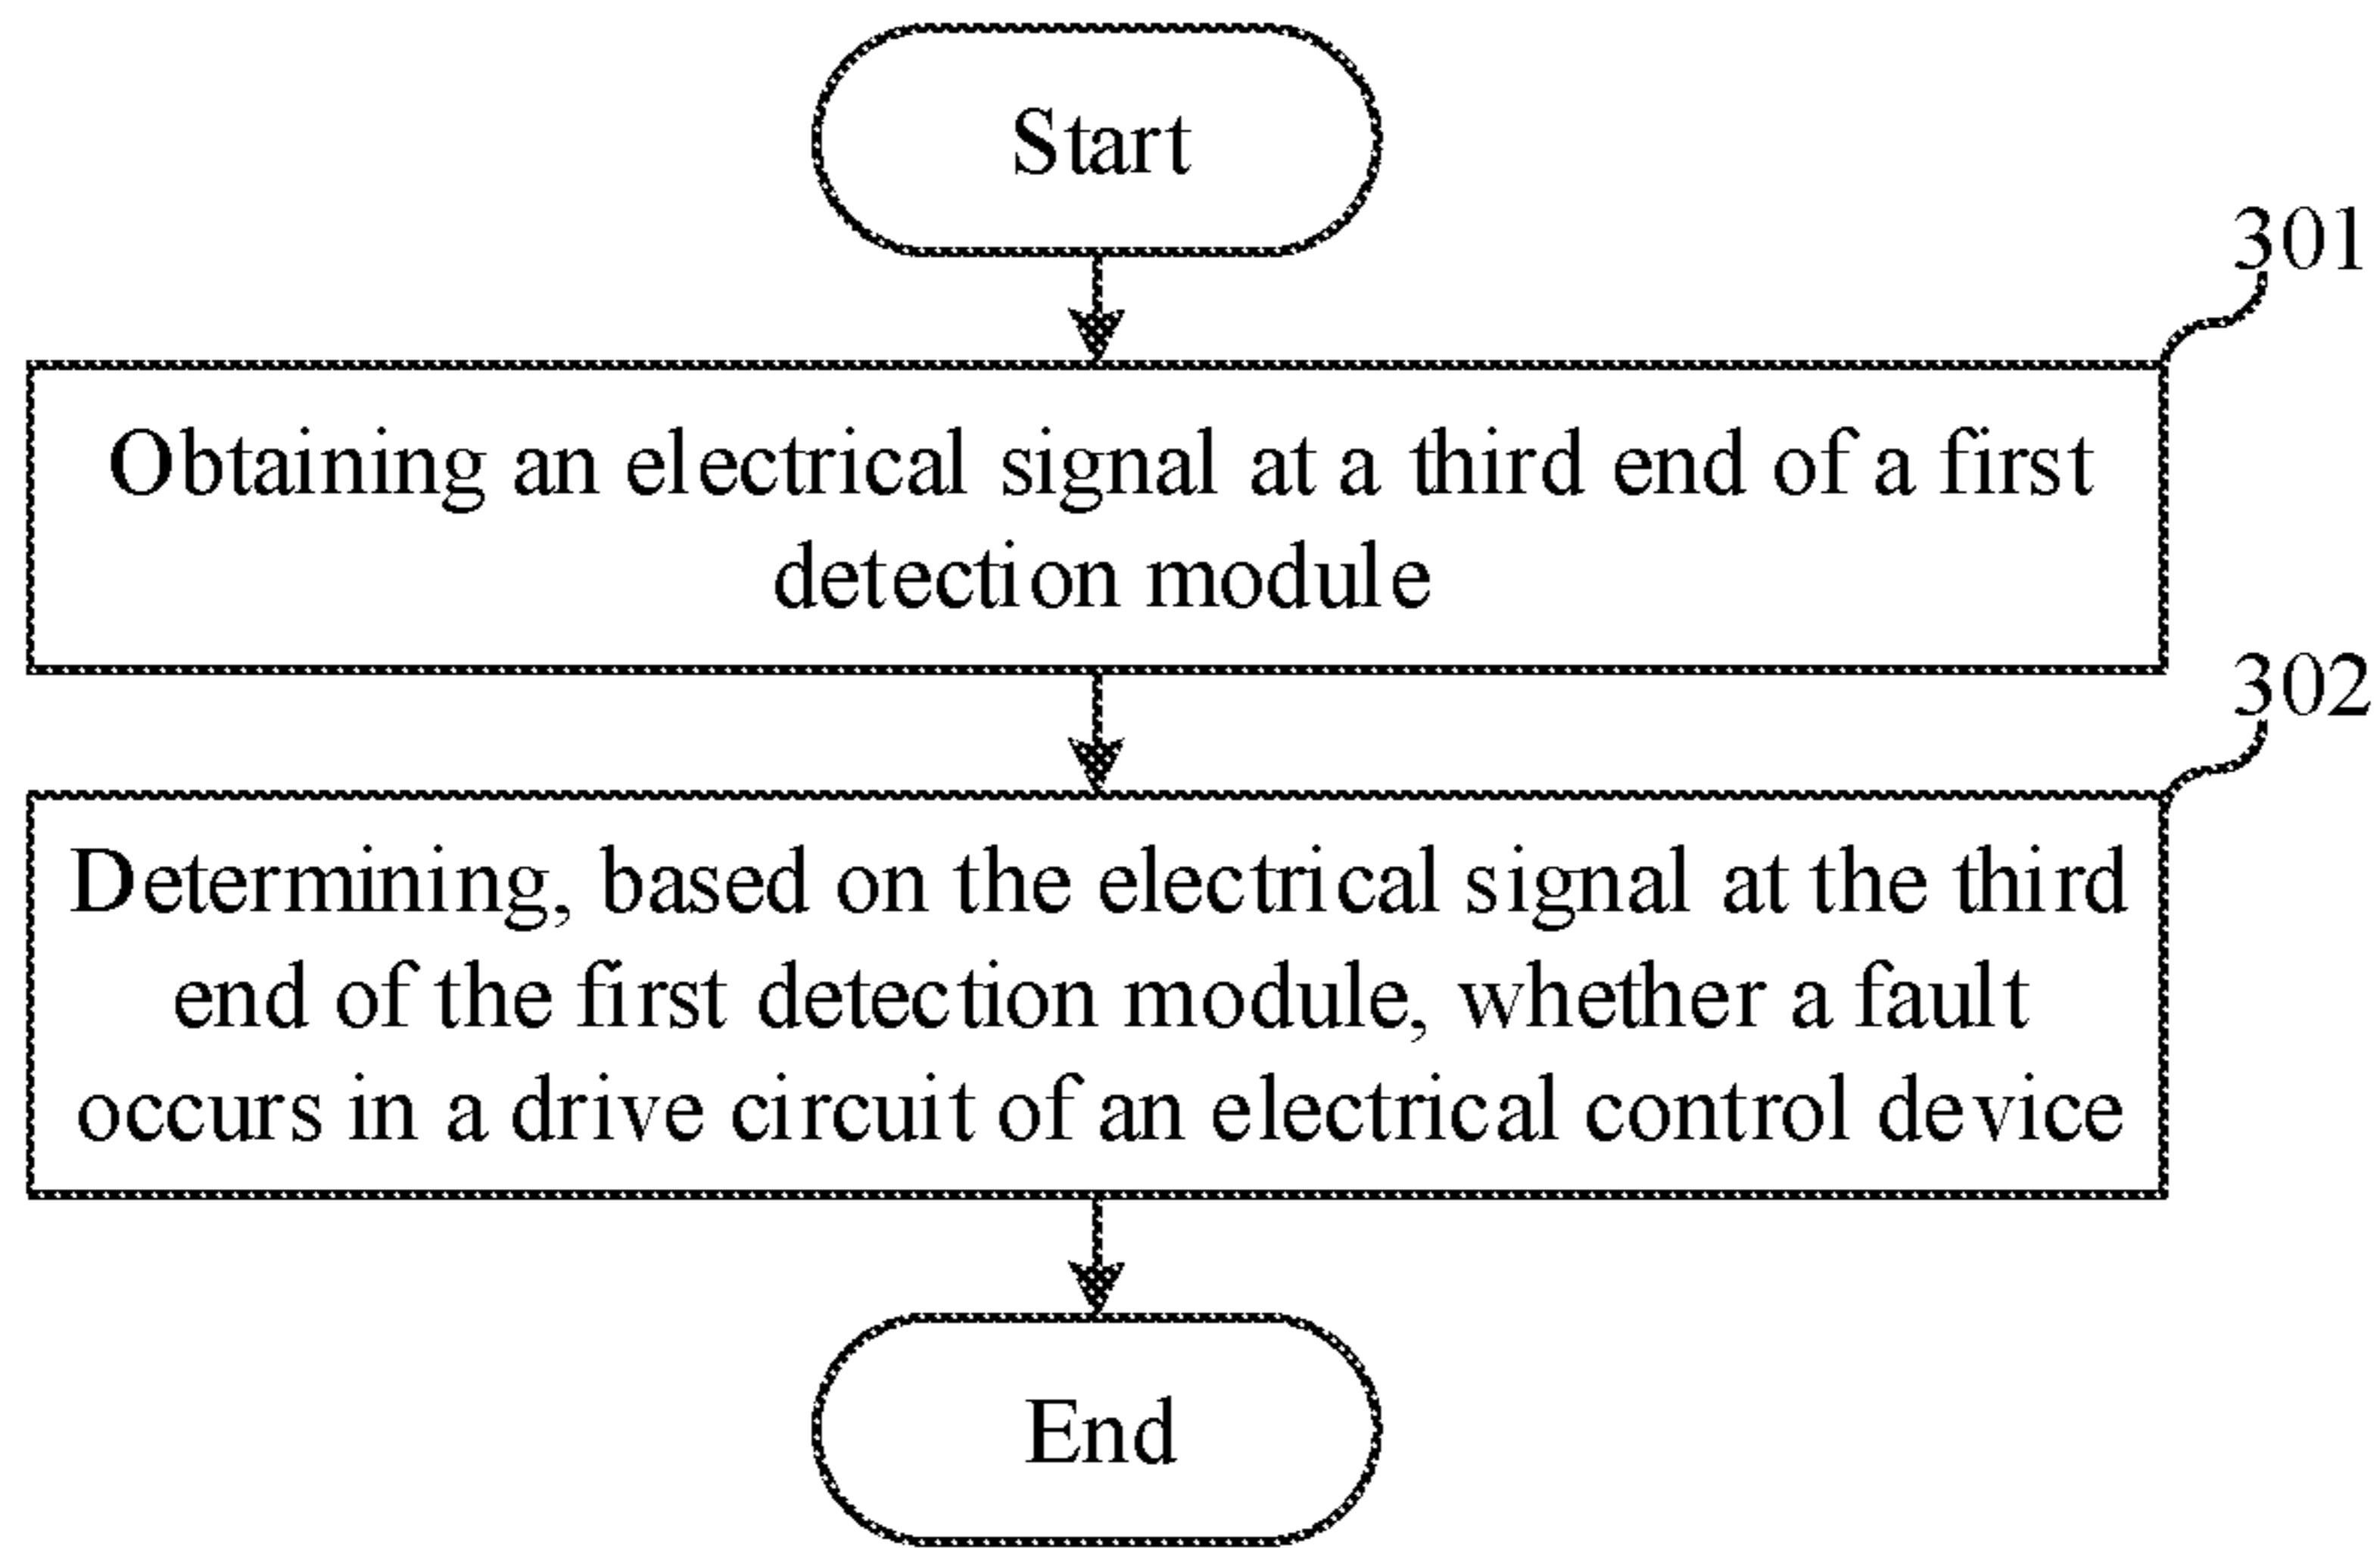 Start
301
Obtaining an electrical signal at a third end of a first
detection module
302
Determining, based on the electrical signal at the third
end of the first detection module, whether a fault
occurs in a drive circuit of an electrical control device
End